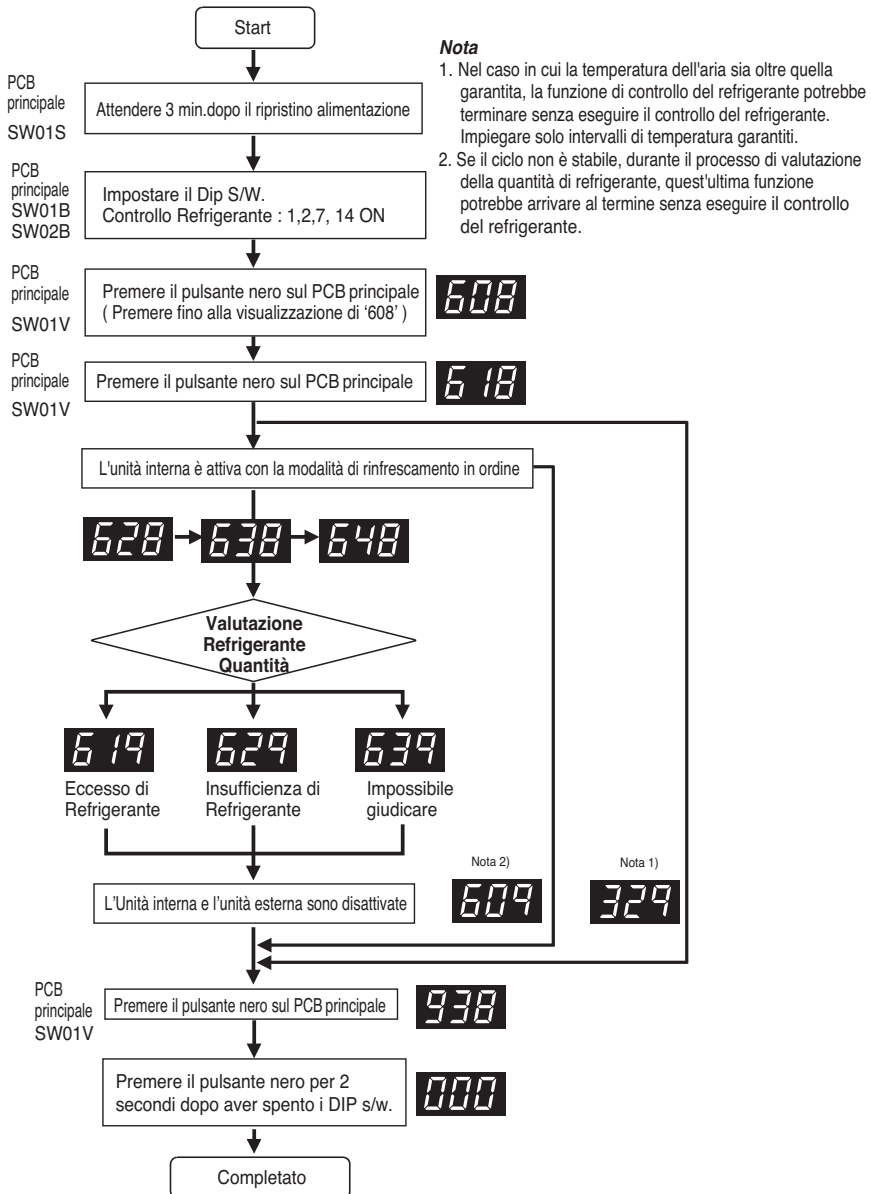 Start
Nota
1. Nel caso in cui la temperatura dell'aria sia oltre quella
garantita, la funzione di controllo del refrigerante potrebbe
terminare senza eseguire il controllo del refrigerante.
Impiegare solo intervalli di temperatura garantiti.
2. Se il ciclo non è stabile, durante il processo di valutazione
della quantità di refrigerante, quest'ultima funzione
potrebbe arrivare al termine senza eseguire il controllo
del refrigerante.
PCB
principale
SW01S
Attendere 3 min.dopo il ripristino alimentazione
PCB
principale
SW01B
SW02B
Impostare il Dip S/W.
Controllo Refrigerante : 1,2,7, 14 ON
PCB
principale
SW01V
Premere il pulsante nero sul PCB principale
( Premere fino alla visualizzazione di ‘608’ )
608
PCB
principale
SW01V
Premere il pulsante nero sul PCB principale
618
L'unità interna è attiva con la modalità di rinfrescamento in ordine
628 638 648
Valutazione
Refrigerante
Quantità
619 629 639
Eccesso di
Refrigerante
Insufficienza di
Refrigerante
Impossibile
giudicare
Nota 2)
Nota 1)
L’Unità interna e l’unità esterna sono disattivate
609
329
PCB
principale
SW01V
Premere il pulsante nero sul PCB principale
938
Premere il pulsante nero per 2
secondi dopo aver spento i DIP s/w.
000
Completato